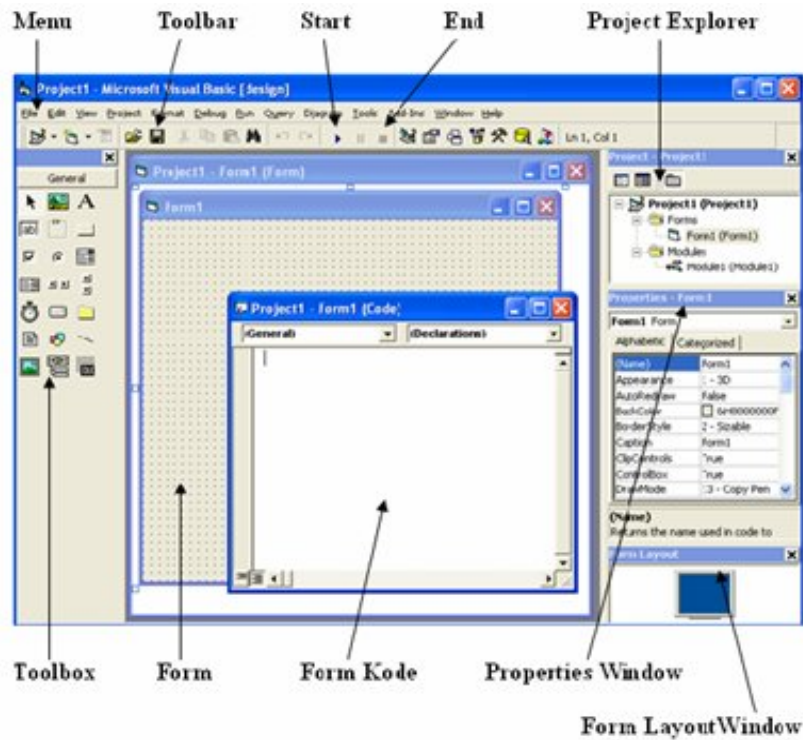 Menu Toolbar Start End Project Explorer
Project1 - Microsoft Visual Basic [design]
File Edit View Project Format Debug Run Query Diagram Tools Add-Ins Window Help
Ln 1, Col 1
General
Project1 - Form1 (Form)
Form1
Project1 - Form1 (Code)
(General) (Declarations)
Project - Project1
Project1 (Project1)
Forms
Form1 (Form1)
Modules
Module1 (Module1)
Properties - Form1
Form1 Form
Alphabetic Categorized
(Name) Form1
Appearance 1 - 3D
AutoRedraw False
BackColor &H8000000F
BorderStyle 2 - Sizable
Caption Form1
ClipControls True
ControlBox True
DrawMode 13 - Copy Pen
(Name)
Returns the name used in code to
Form Layout
Toolbox Form Form Kode Properties Window
Form LayoutWindow